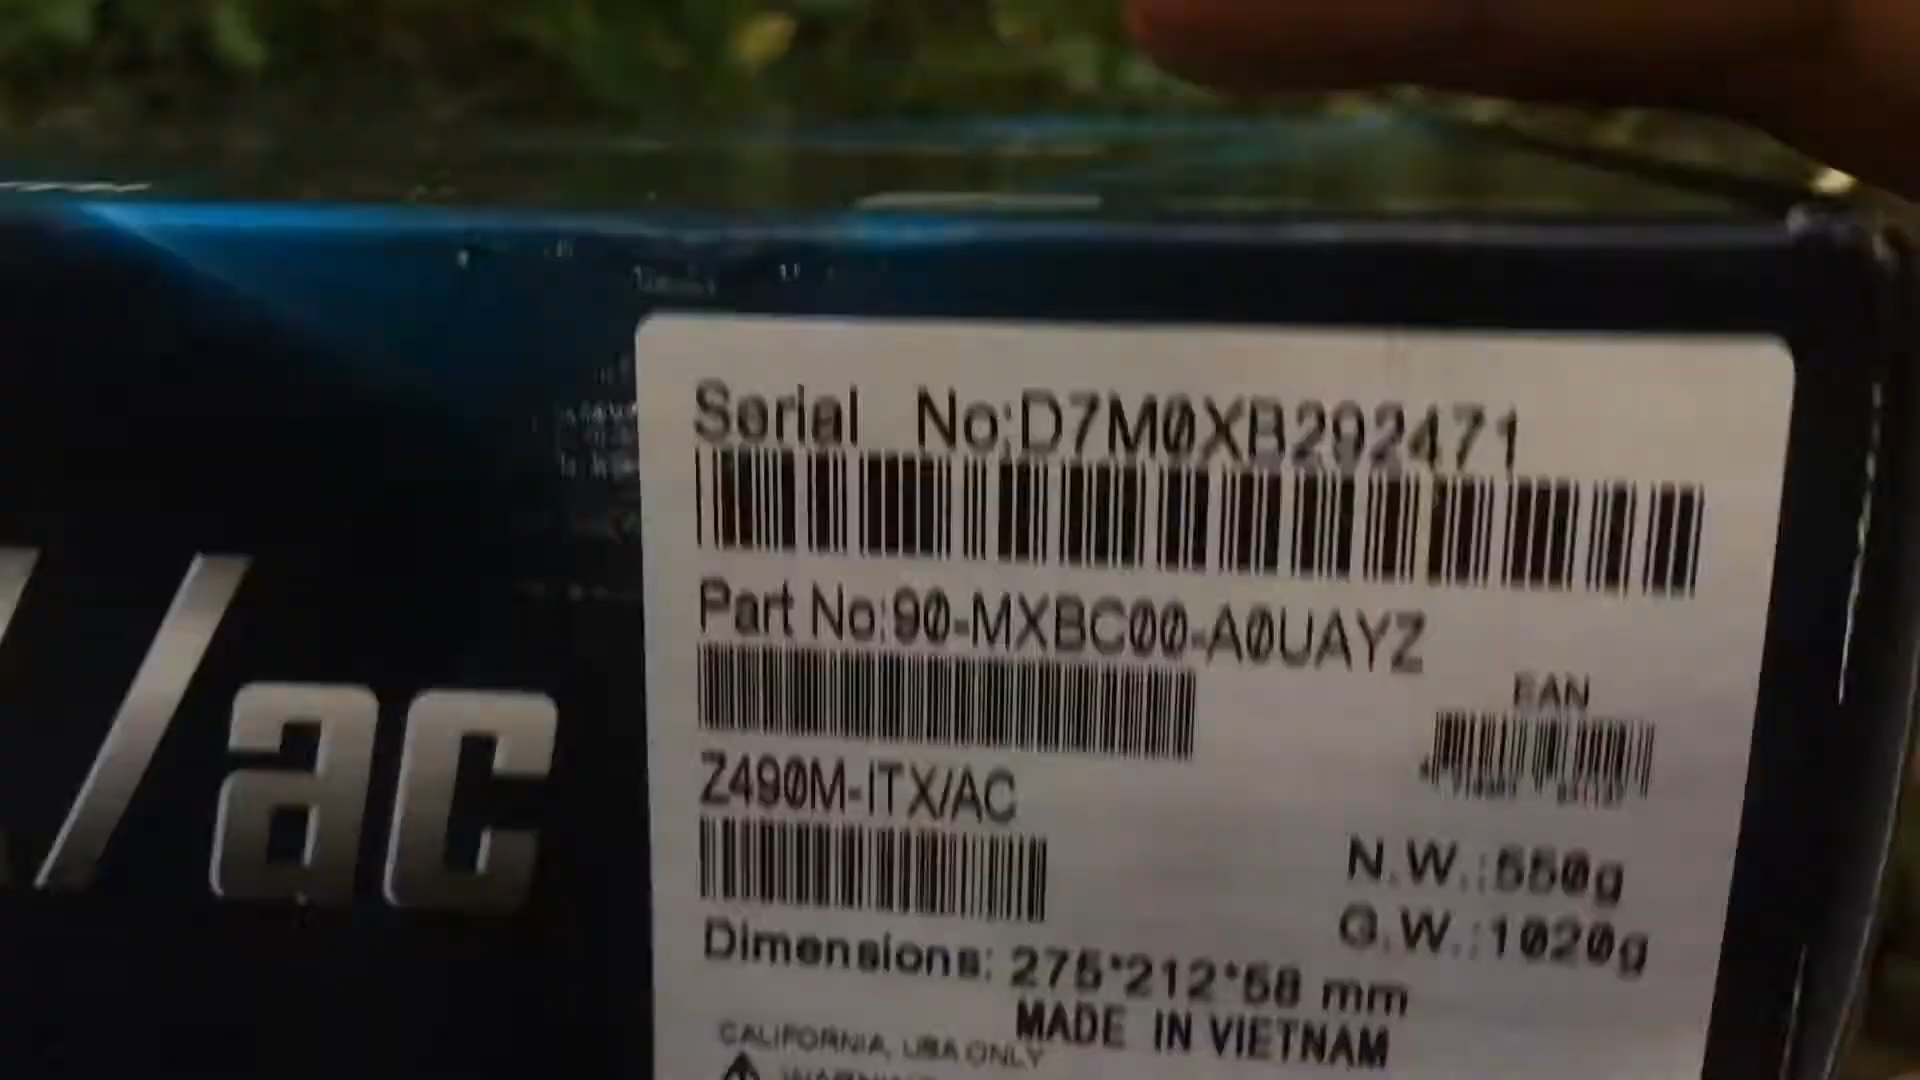 Serial No:D7M0XB292471
Part No:90-MXBC00-A0UAYZ
EAN
Z490M-ITX/AC
/ac
N.W.:550g
G.W.:1020g
Dimensions: 275*212*58 mm
MADE IN VIETNAM
CALIFORNIA, USA ONLY
WARNING